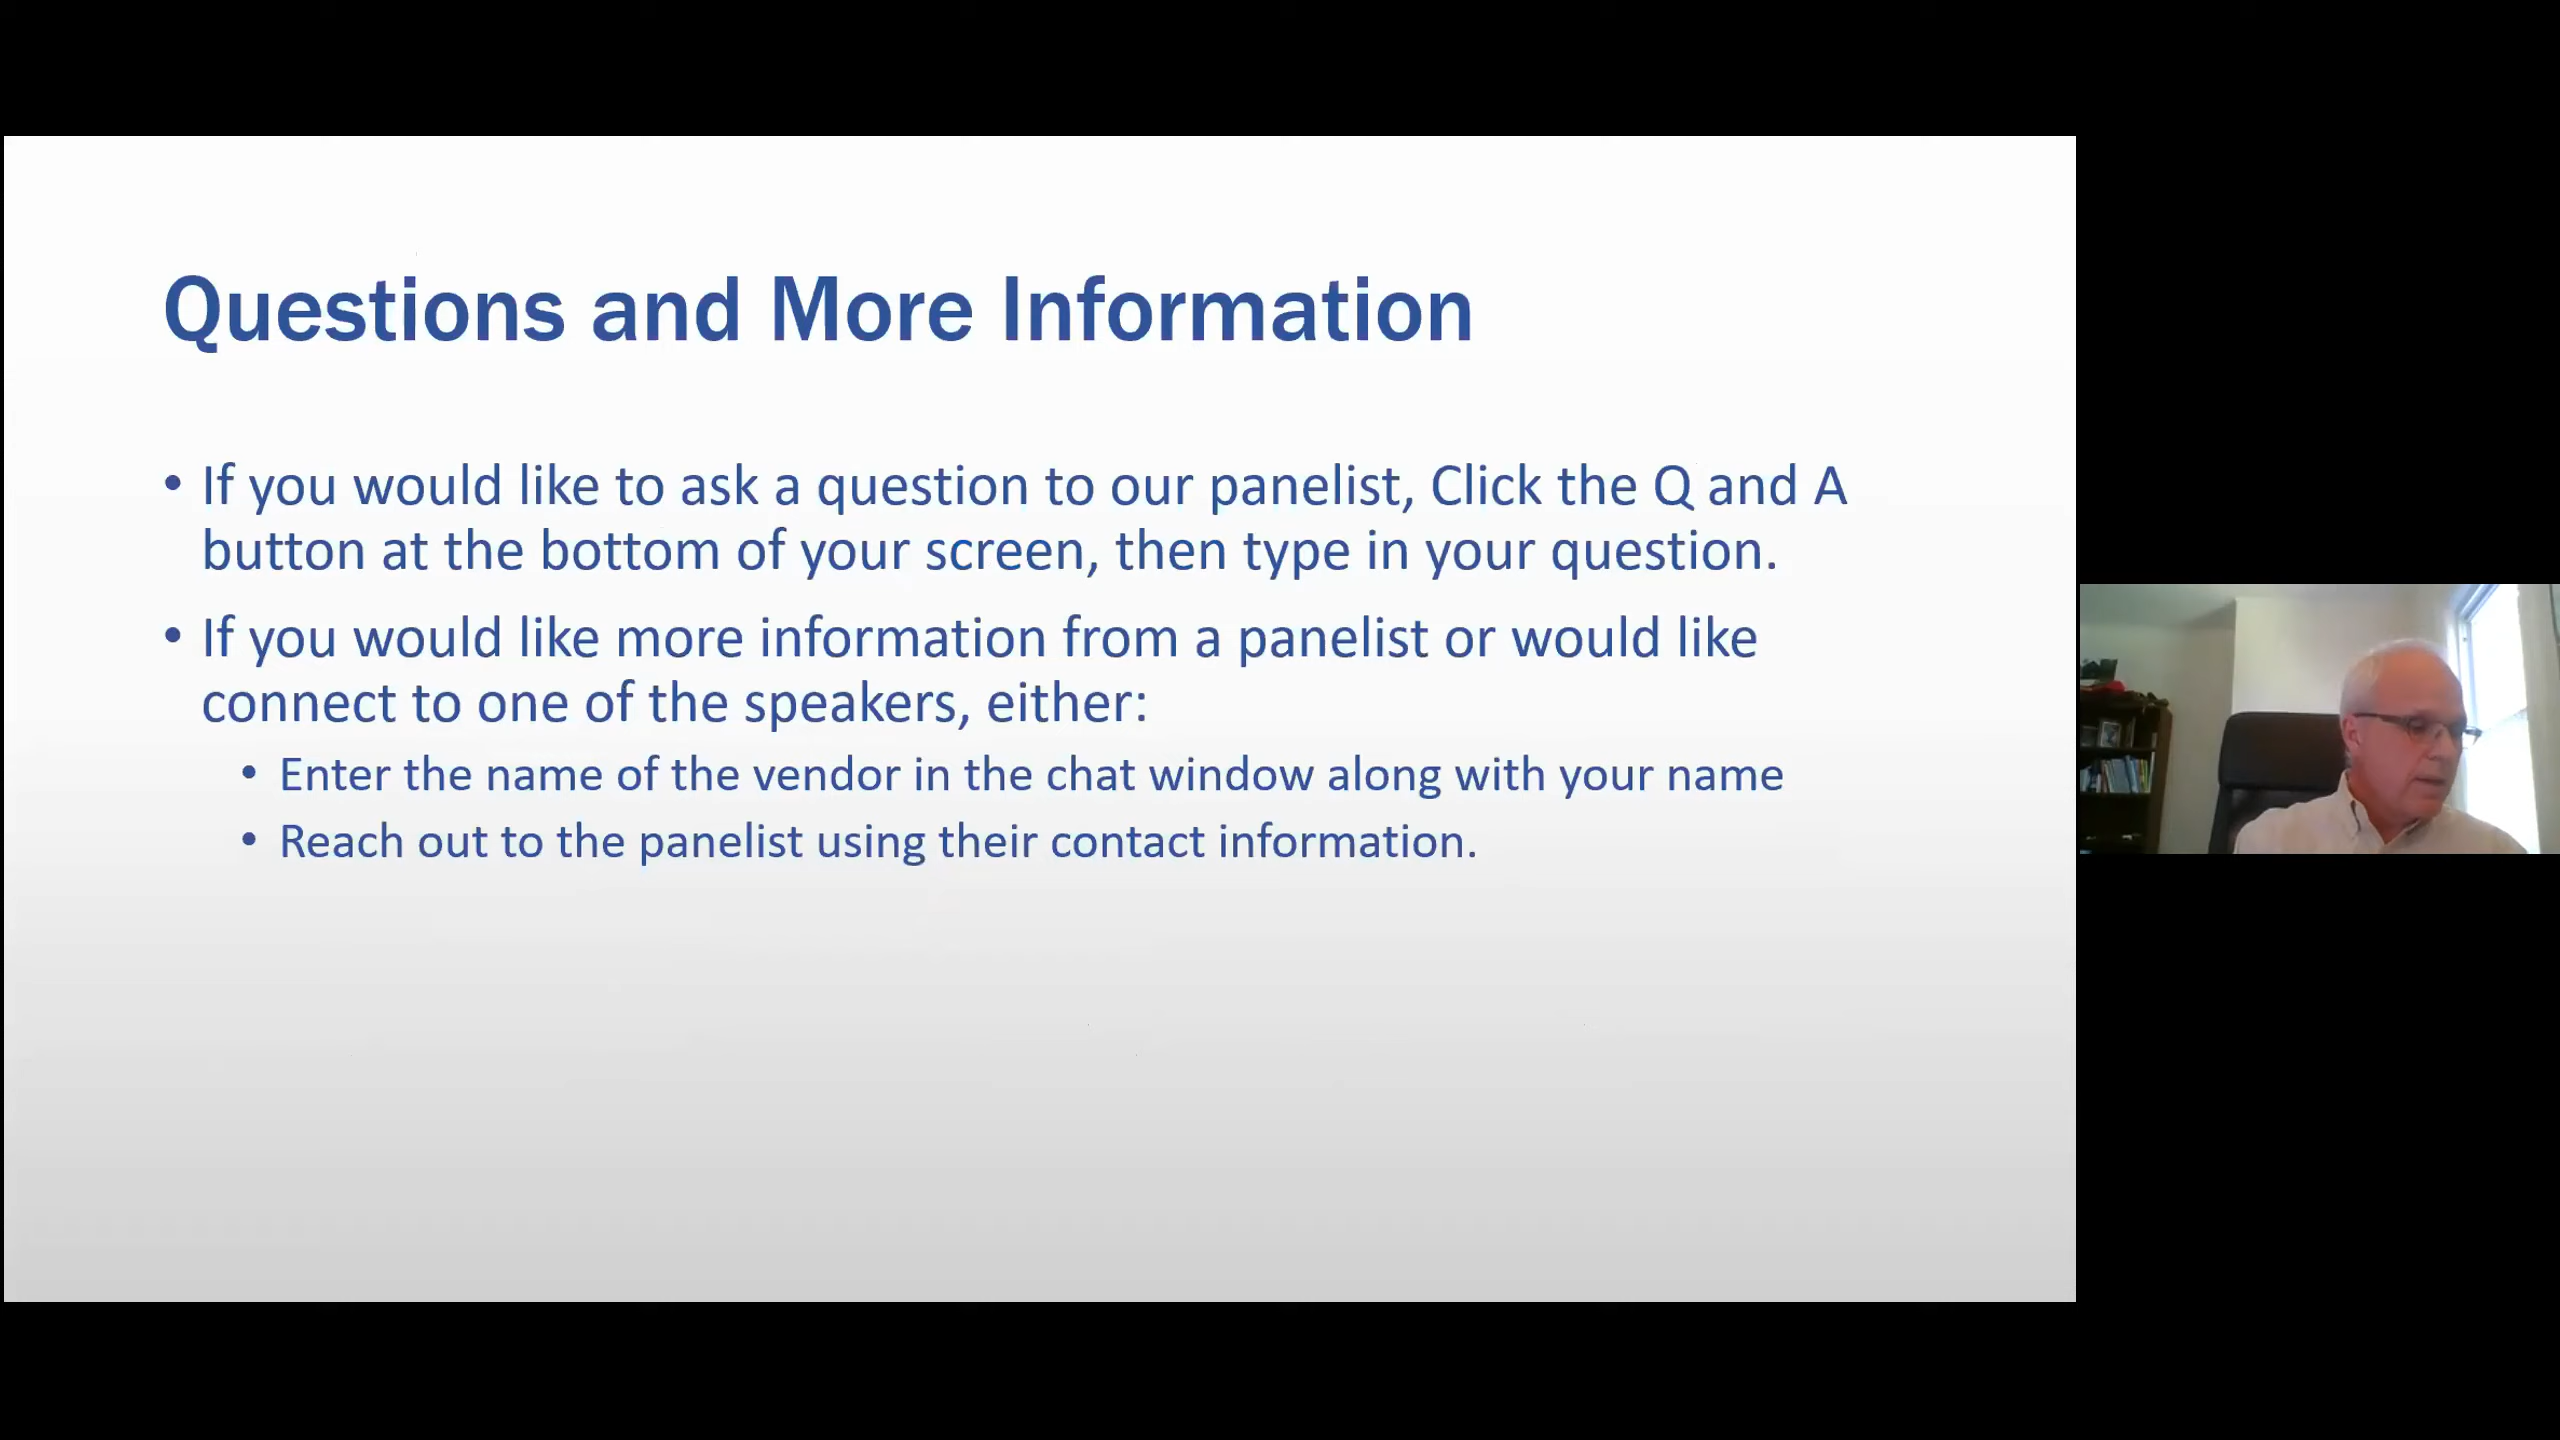 Questions and More Information
• If you would like to ask a question to our panelist, Click the Q and A
button at the bottom of your screen, then type in your question.
• If you would like more information from a panelist or would like
connect to one of the speakers, either:
• Enter the name of the vendor in the chat window along with your name
• Reach out to the panelist using their contact information.